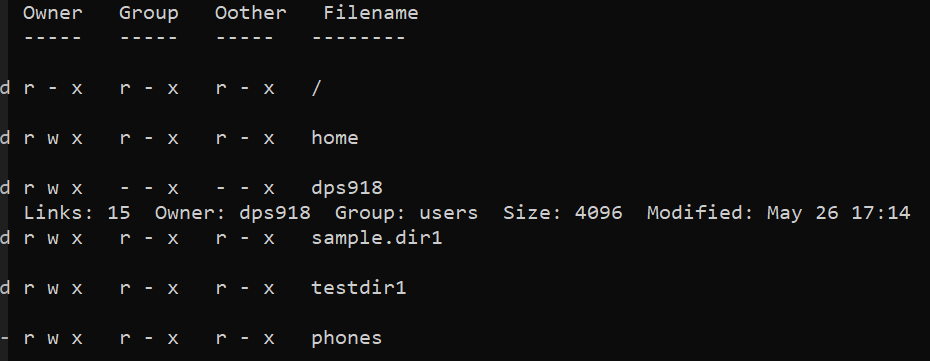 Owner   Group   Oother   Filename
-----   -----   -----   --------
d r - x   r - x   r - x   /
d r w x   r - x   r - x   home
d r w x   - - x   - - x   dps918
Links: 15  Owner: dps918  Group: users  Size: 4096  Modified: May 26 17:14
d r w x   r - x   r - x   sample.dir1
d r w x   r - x   r - x   testdir1
- r w x   r - x   r - x   phones